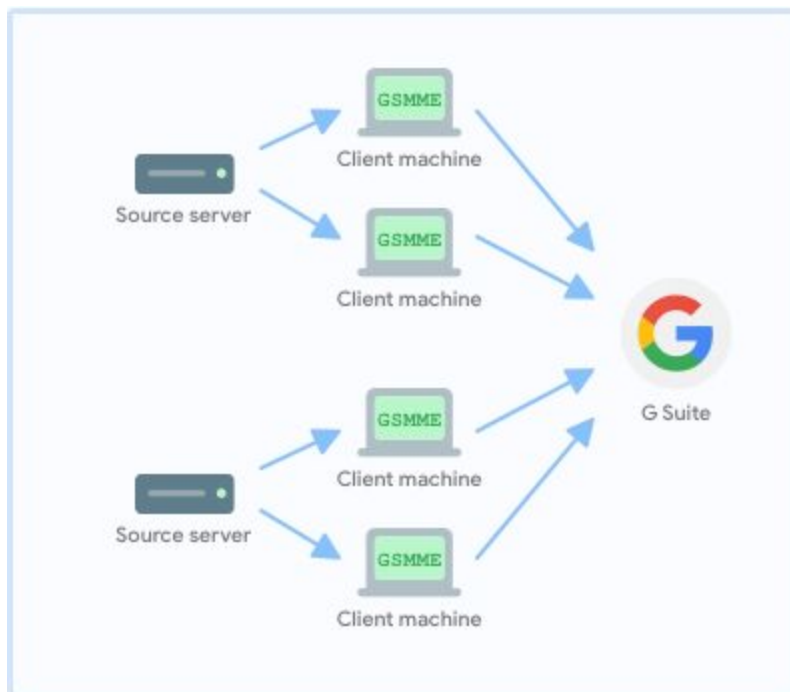 GSMME
Client machine
Source server
GSMME
Client machine
G Suite
GSMME
Client machine
Source server
GSMME
Client machine